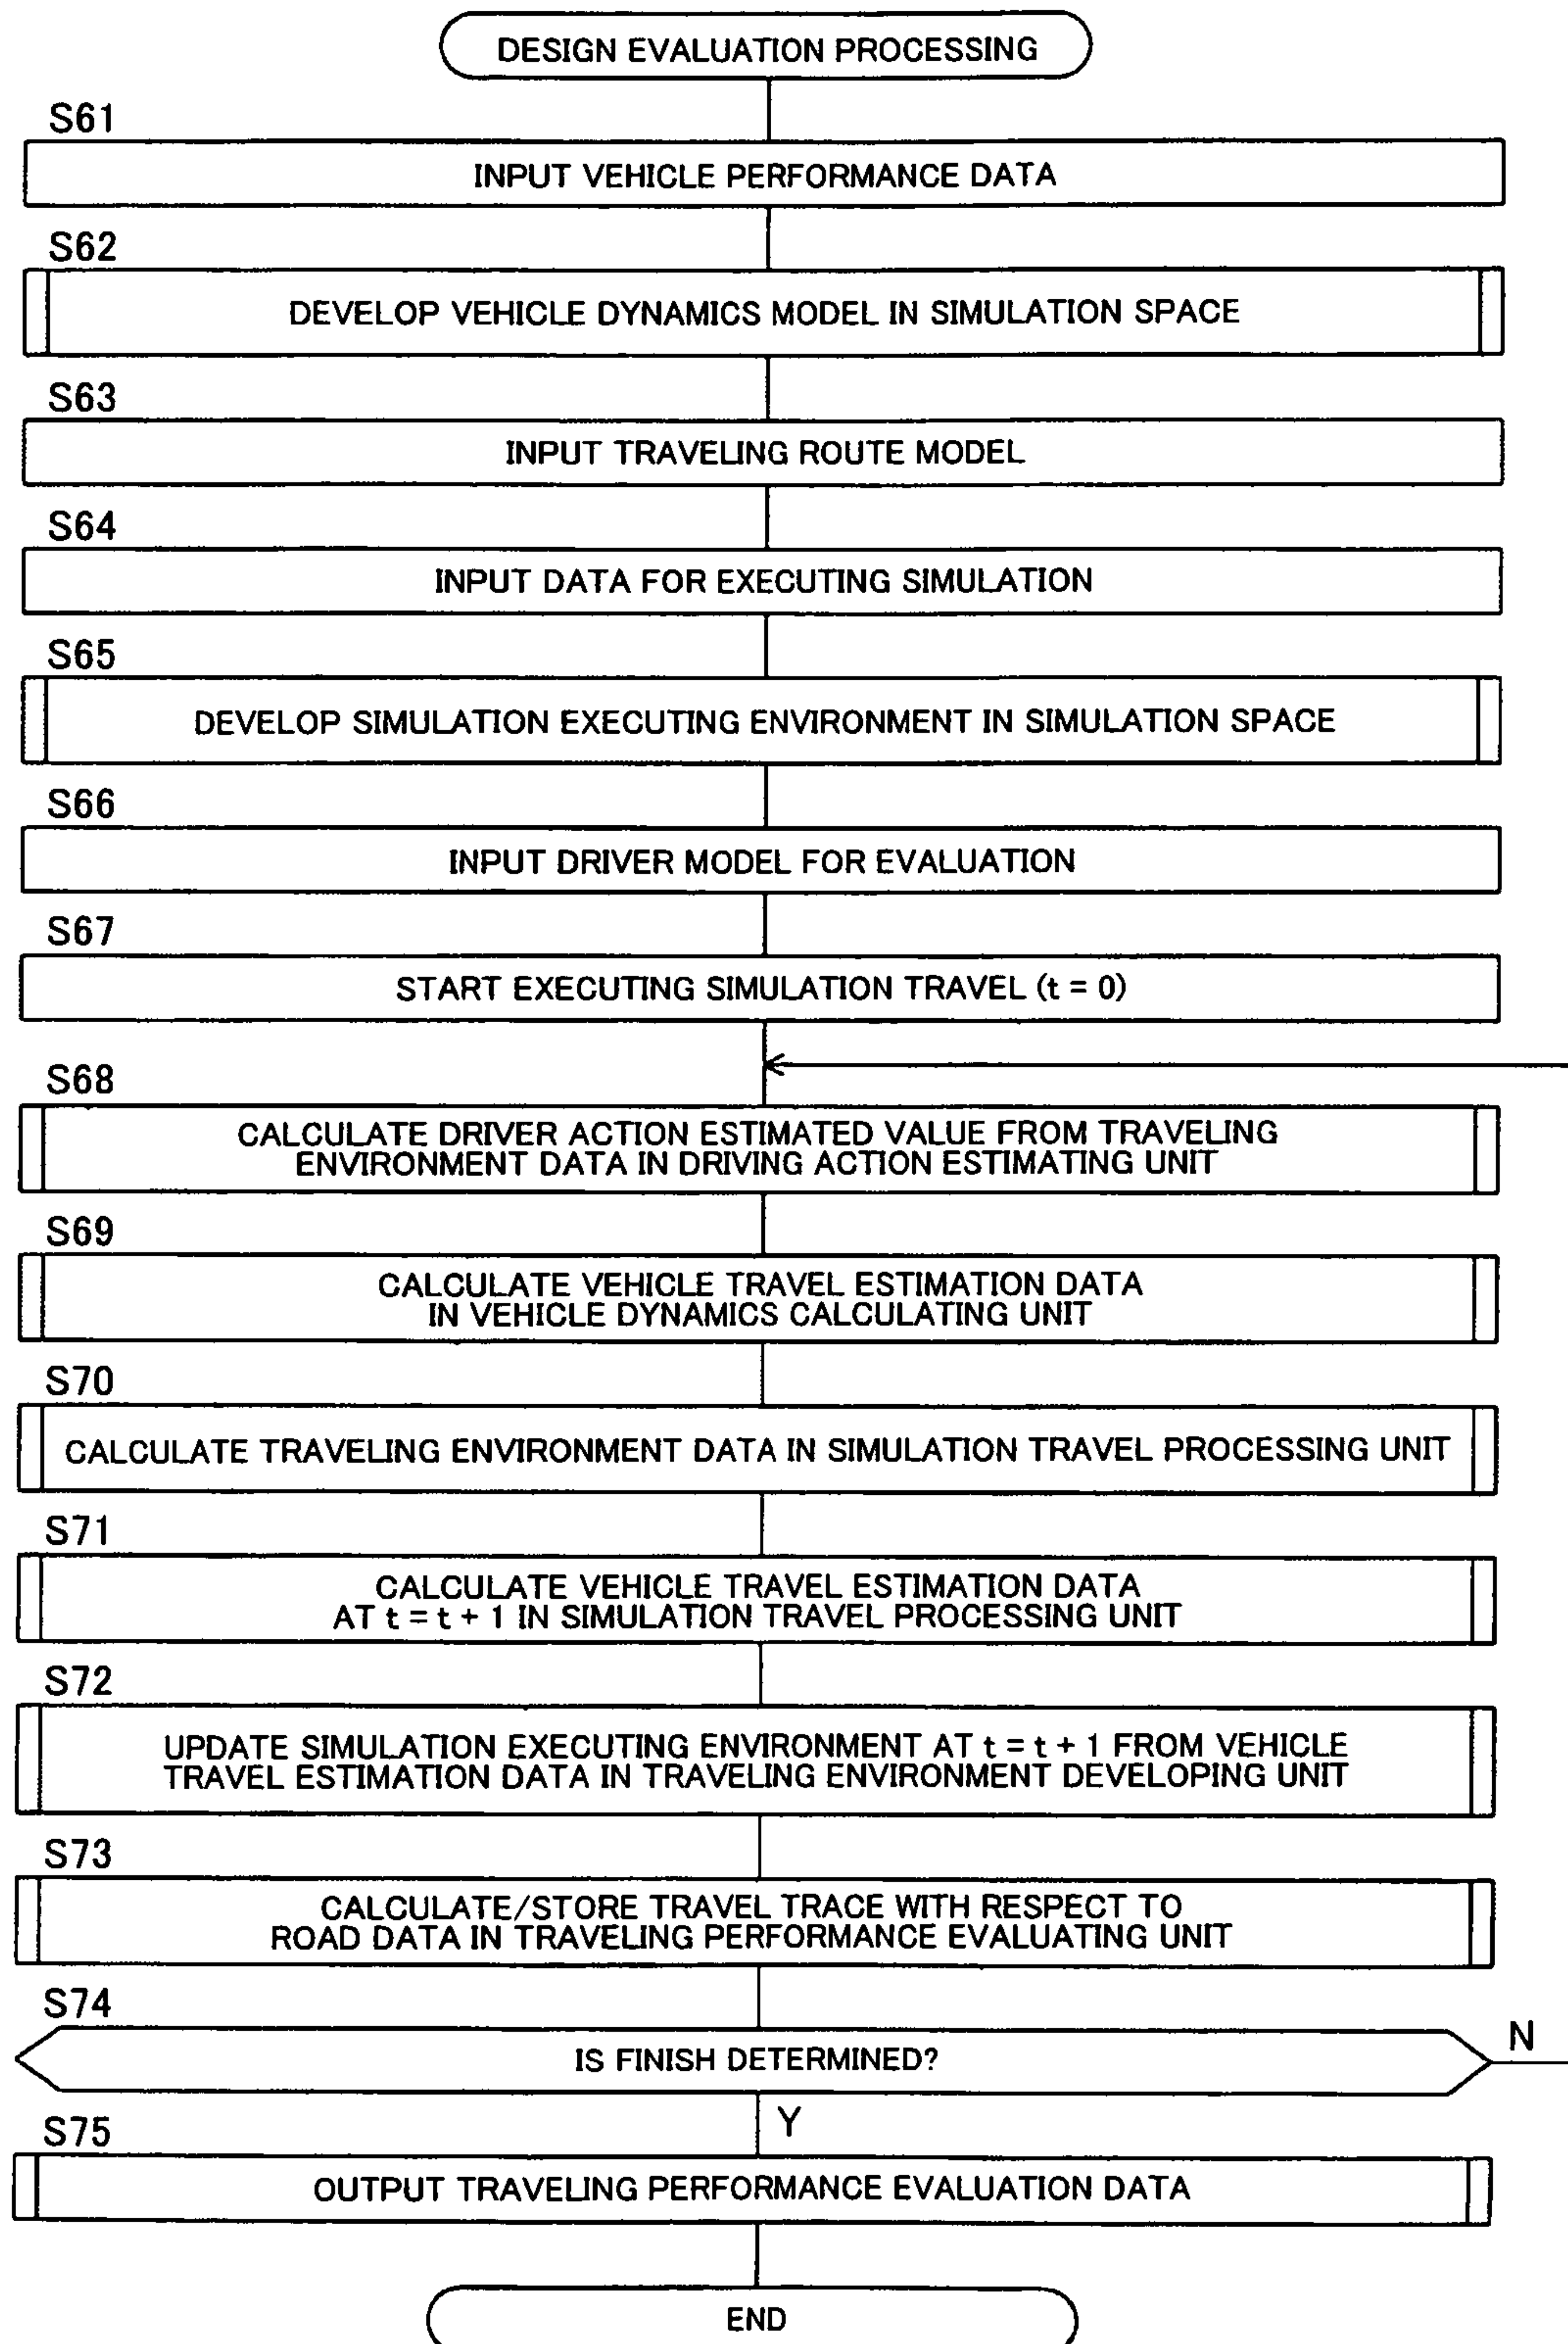 DESIGN EVALUATION PROCESSING
S61
INPUT VEHICLE PERFORMANCE DATA
S62
DEVELOP VEHICLE DYNAMICS MODEL IN SIMULATION SPACE
S63
INPUT TRAVELING ROUTE MODEL
S64
INPUT DATA FOR EXECUTING SIMULATION
S65
DEVELOP SIMULATION EXECUTING ENVIRONMENT IN SIMULATION SPACE
S66
INPUT DRIVER MODEL FOR EVALUATION
S67
START EXECUTING SIMULATION TRAVEL (t = 0)
S68
CALCULATE DRIVER ACTION ESTIMATED VALUE FROM TRAVELING
ENVIRONMENT DATA IN DRIVING ACTION ESTIMATING UNIT
S69
CALCULATE VEHICLE TRAVEL ESTIMATION DATA
IN VEHICLE DYNAMICS CALCULATING UNIT
S70
CALCULATE TRAVELING ENVIRONMENT DATA IN SIMULATION TRAVEL PROCESSING UNIT
S71
CALCULATE VEHICLE TRAVEL ESTIMATION DATA
AT t = t + 1 IN SIMULATION TRAVEL PROCESSING UNIT
S72
UPDATE SIMULATION EXECUTING ENVIRONMENT AT t = t + 1 FROM VEHICLE
TRAVEL ESTIMATION DATA IN TRAVELING ENVIRONMENT DEVELOPING UNIT
S73
CALCULATE/STORE TRAVEL TRACE WITH RESPECT TO
ROAD DATA IN TRAVELING PERFORMANCE EVALUATING UNIT
S74
IS FINISH DETERMINED?
N
Y
S75
OUTPUT TRAVELING PERFORMANCE EVALUATION DATA
END